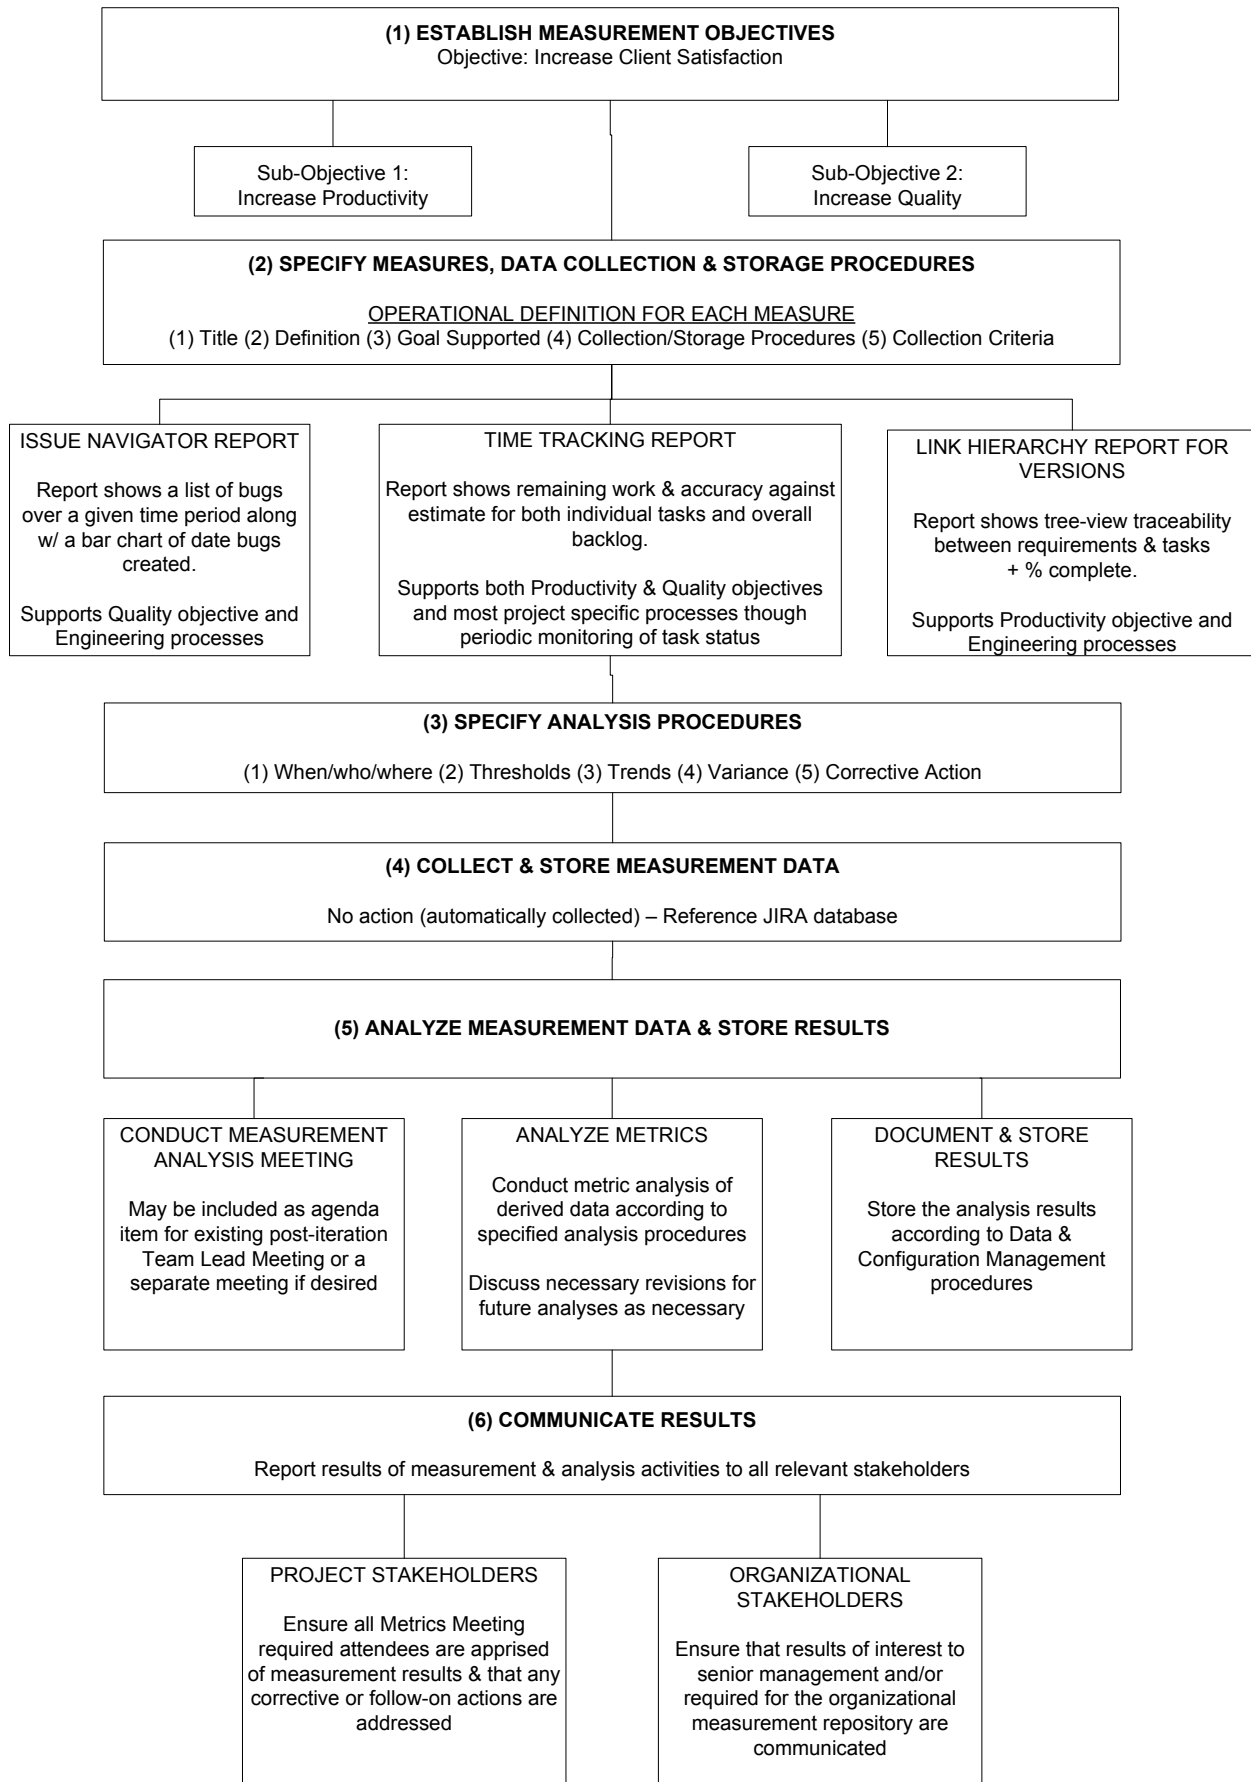 (1) ESTABLISH MEASUREMENT OBJECTIVES
Objective: Increase Client Satisfaction
Sub-Objective 1:
Increase Productivity
Sub-Objective 2:
Increase Quality
(2) SPECIFY MEASURES, DATA COLLECTION & STORAGE PROCEDURES
OPERATIONAL DEFINITION FOR EACH MEASURE
(1) Title (2) Definition (3) Goal Supported (4) Collection/Storage Procedures (5) Collection Criteria
ISSUE NAVIGATOR REPORT
Report shows a list of bugs
over a given time period along
w/ a bar chart of date bugs
created.
Supports Quality objective and
Engineering processes
TIME TRACKING REPORT
Report shows remaining work & accuracy against
estimate for both individual tasks and overall
backlog.
Supports both Productivity & Quality objectives
and most project specific processes though
periodic monitoring of task status
LINK HIERARCHY REPORT FOR
VERSIONS
Report shows tree-view traceability
between requirements & tasks
+ % complete.
Supports Productivity objective and
Engineering processes
(3) SPECIFY ANALYSIS PROCEDURES
(1) When/who/where (2) Thresholds (3) Trends (4) Variance (5) Corrective Action
(4) COLLECT & STORE MEASUREMENT DATA
No action (automatically collected) – Reference JIRA database
(5) ANALYZE MEASUREMENT DATA & STORE RESULTS
CONDUCT MEASUREMENT
ANALYSIS MEETING
May be included as agenda
item for existing post-iteration
Team Lead Meeting or a
separate meeting if desired
ANALYZE METRICS
Conduct metric analysis of
derived data according to
specified analysis procedures
Discuss necessary revisions for
future analyses as necessary
DOCUMENT & STORE
RESULTS
Store the analysis results
according to Data &
Configuration Management
procedures
(6) COMMUNICATE RESULTS
Report results of measurement & analysis activities to all relevant stakeholders
PROJECT STAKEHOLDERS
Ensure all Metrics Meeting
required attendees are apprised
of measurement results & that any
corrective or follow-on actions are
addressed
ORGANIZATIONAL
STAKEHOLDERS
Ensure that results of interest to
senior management and/or
required for the organizational
measurement repository are
communicated